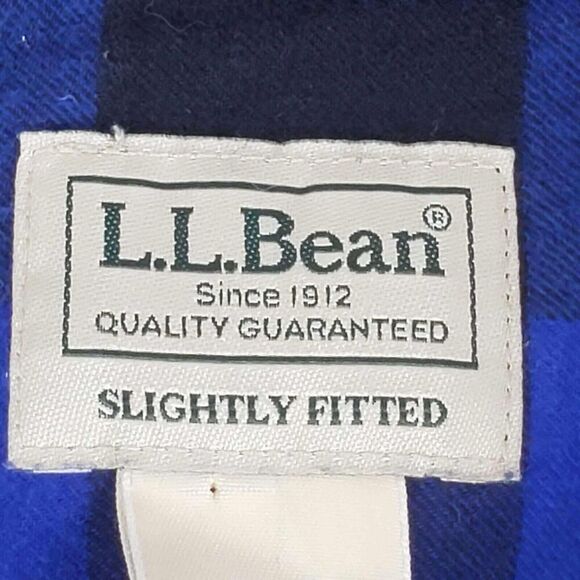 L.L.Bean®
Since 1912
QUALITY GUARANTEED
SLIGHTLY FITTED